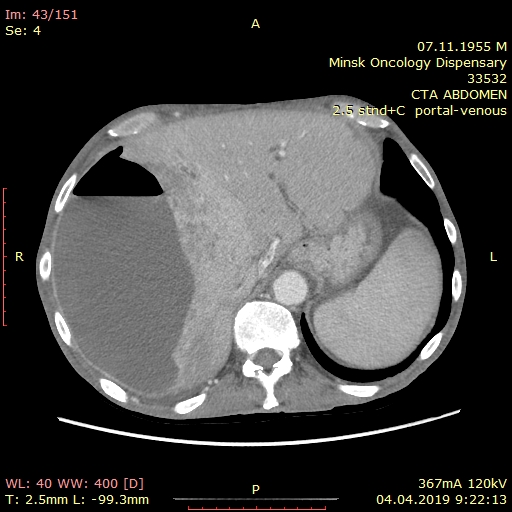 Im: 43/151
Se: 4
A
07.11.1955 M
Minsk Oncology Dispensary
33532
CTA ABDOMEN
2.5 stnd+C portal-venous
R
L
WL: 40 WW: 400 [D]
T: 2.5mm L: -99.3mm
P
367mA 120kV
04.04.2019 9:22:13